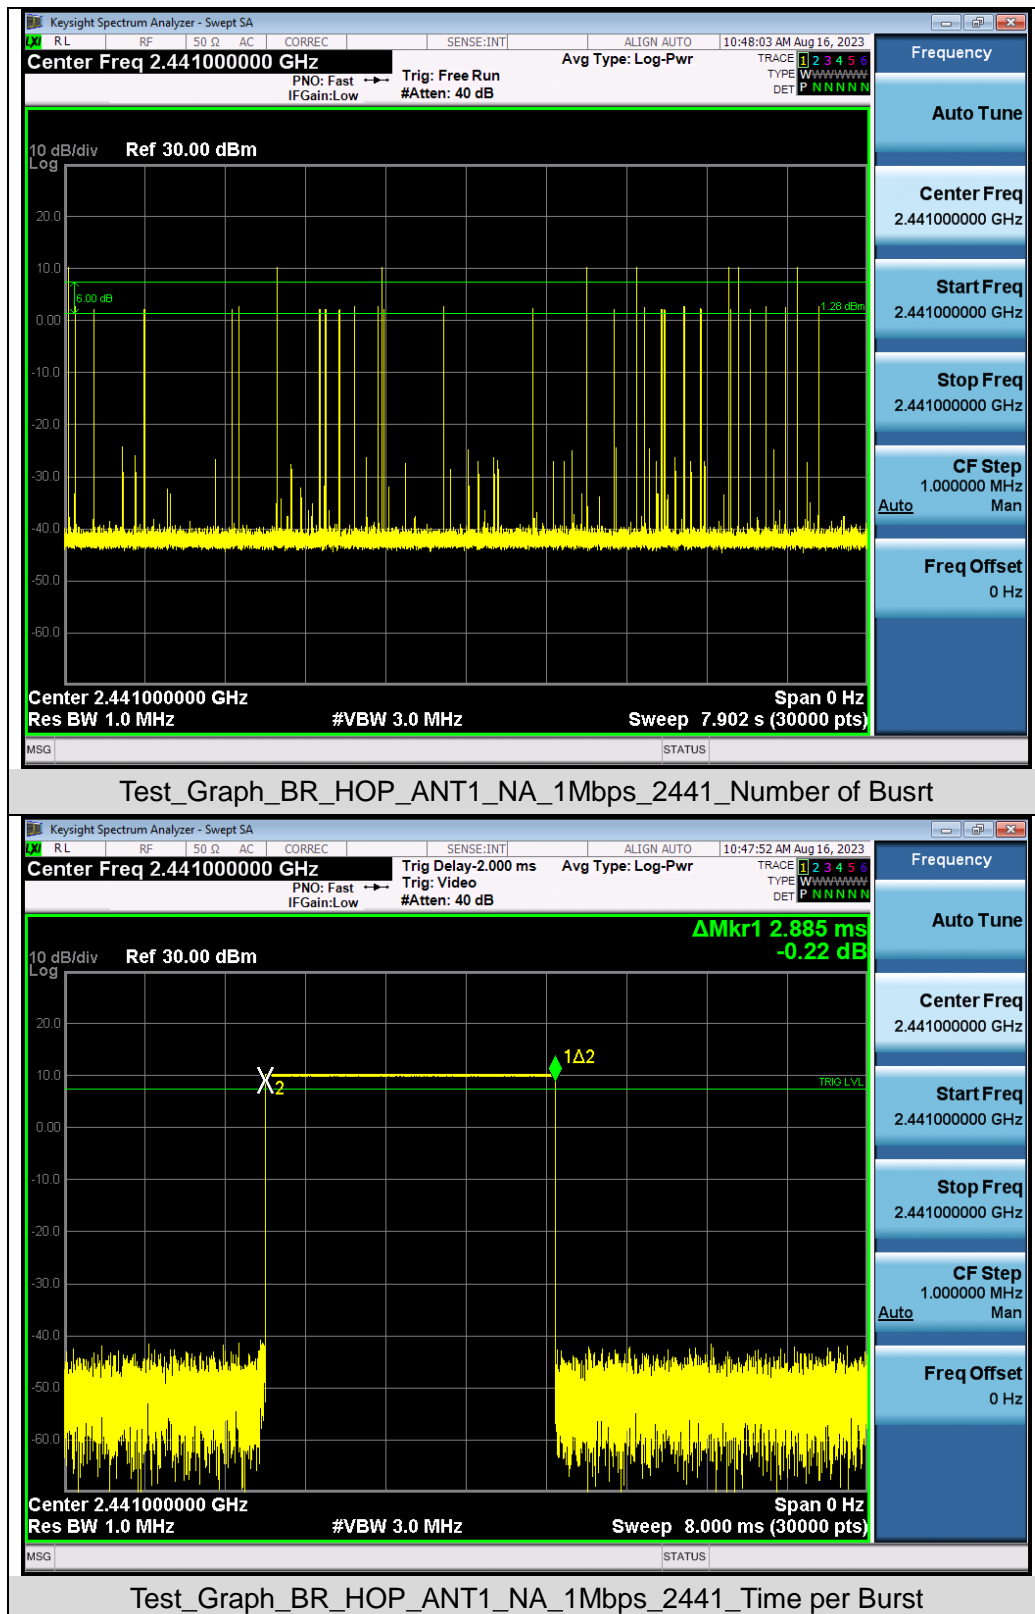 Keysight Spectrum Analyzer - Swept SA
LXI RL RF 50 Ω AC CORREC SENSE:INT ALIGN AUTO 10:48:03 AM Aug 16, 2023
Center Freq 2.441000000 GHz
PNO: Fast
IFGain:Low
Trig: Free Run
#Atten: 40 dB
Avg Type: Log-Pwr
TRACE 1 2 3 4 5 6
TYPE WWWWWW
DET P N N N N N
10 dB/div Ref 30.00 dBm
Log
20.0
10.0
6.00 dB
1.28 dBm
0.00
-10.0
-20.0
-30.0
-40.0
-50.0
-60.0
Center 2.441000000 GHz Span 0 Hz
Res BW 1.0 MHz #VBW 3.0 MHz Sweep 7.902 s (30000 pts)
MSG STATUS
Frequency
Auto Tune
Center Freq
2.441000000 GHz
Start Freq
2.441000000 GHz
Stop Freq
2.441000000 GHz
CF Step
1.000000 MHz
Auto Man
Freq Offset
0 Hz
Test_Graph_BR_HOP_ANT1_NA_1Mbps_2441_Number of Busrt
Keysight Spectrum Analyzer - Swept SA
LXI RL RF 50 Ω AC CORREC SENSE:INT ALIGN AUTO 10:47:52 AM Aug 16, 2023
Center Freq 2.441000000 GHz
PNO: Fast
IFGain:Low
Trig Delay-2.000 ms
Trig: Video
#Atten: 40 dB
Avg Type: Log-Pwr
TRACE 1 2 3 4 5 6
TYPE WWWWWW
DET P N N N N N
ΔMkr1 2.885 ms
-0.22 dB
10 dB/div Ref 30.00 dBm
Log
20.0
1Δ2
10.0
X2
TRIG LVL
0.00
-10.0
-20.0
-30.0
-40.0
-50.0
-60.0
Center 2.441000000 GHz Span 0 Hz
Res BW 1.0 MHz #VBW 3.0 MHz Sweep 8.000 ms (30000 pts)
MSG STATUS
Frequency
Auto Tune
Center Freq
2.441000000 GHz
Start Freq
2.441000000 GHz
Stop Freq
2.441000000 GHz
CF Step
1.000000 MHz
Auto Man
Freq Offset
0 Hz
Test_Graph_BR_HOP_ANT1_NA_1Mbps_2441_Time per Burst